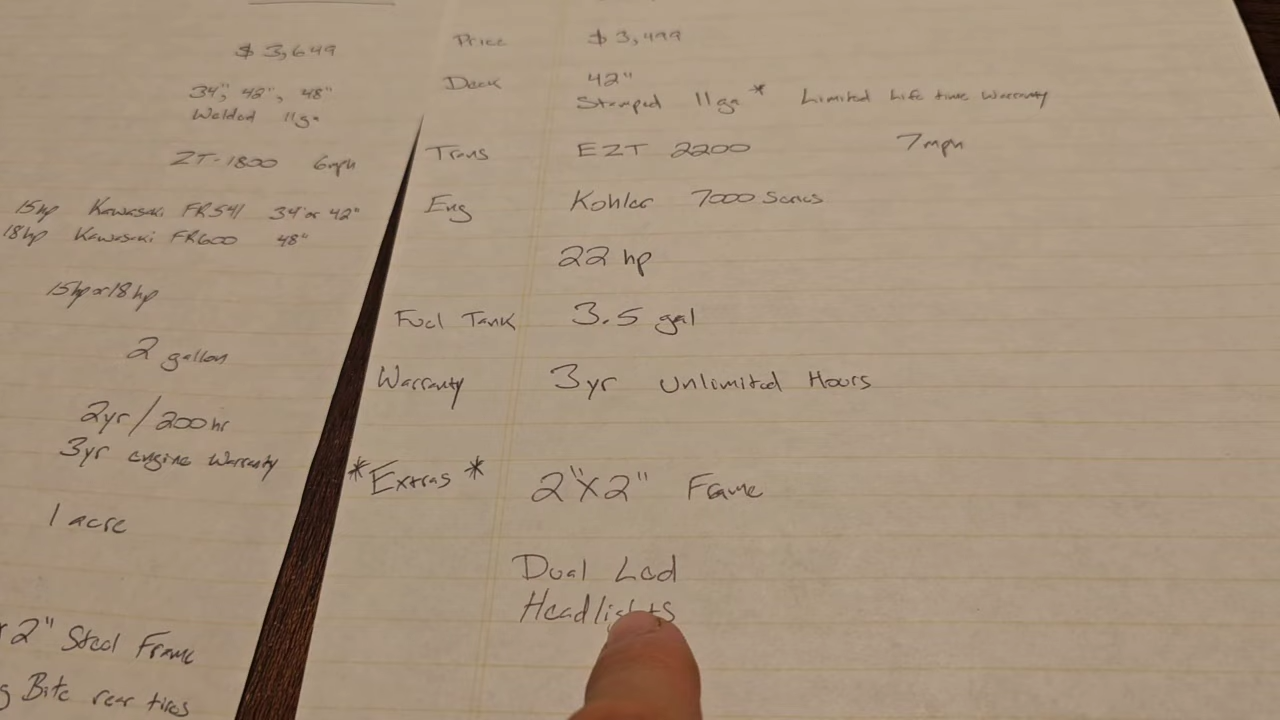 $ 3,649
34", 42", 48"
Welded 11ga
ZT-1800 6mph
15hp Kawasaki FR541 34" or 42"
18hp Kawasaki FR600 48"
15hp or 18hp
2 gallon
2yr/200hr
3yr engine Warranty
1 acre
2" Steel Frame
Bite rear tires
Price $ 3,499
Deck 42"
Stamped 11ga * Limited Life time Warranty
Trans EZT 2200 7mph
Eng Kohler 7000 Series
22 hp
Fuel Tank 3.5 gal
Warranty 3yr Unlimited Hours
*Extras* 2"X2" Frame
Dual Led
Headlights